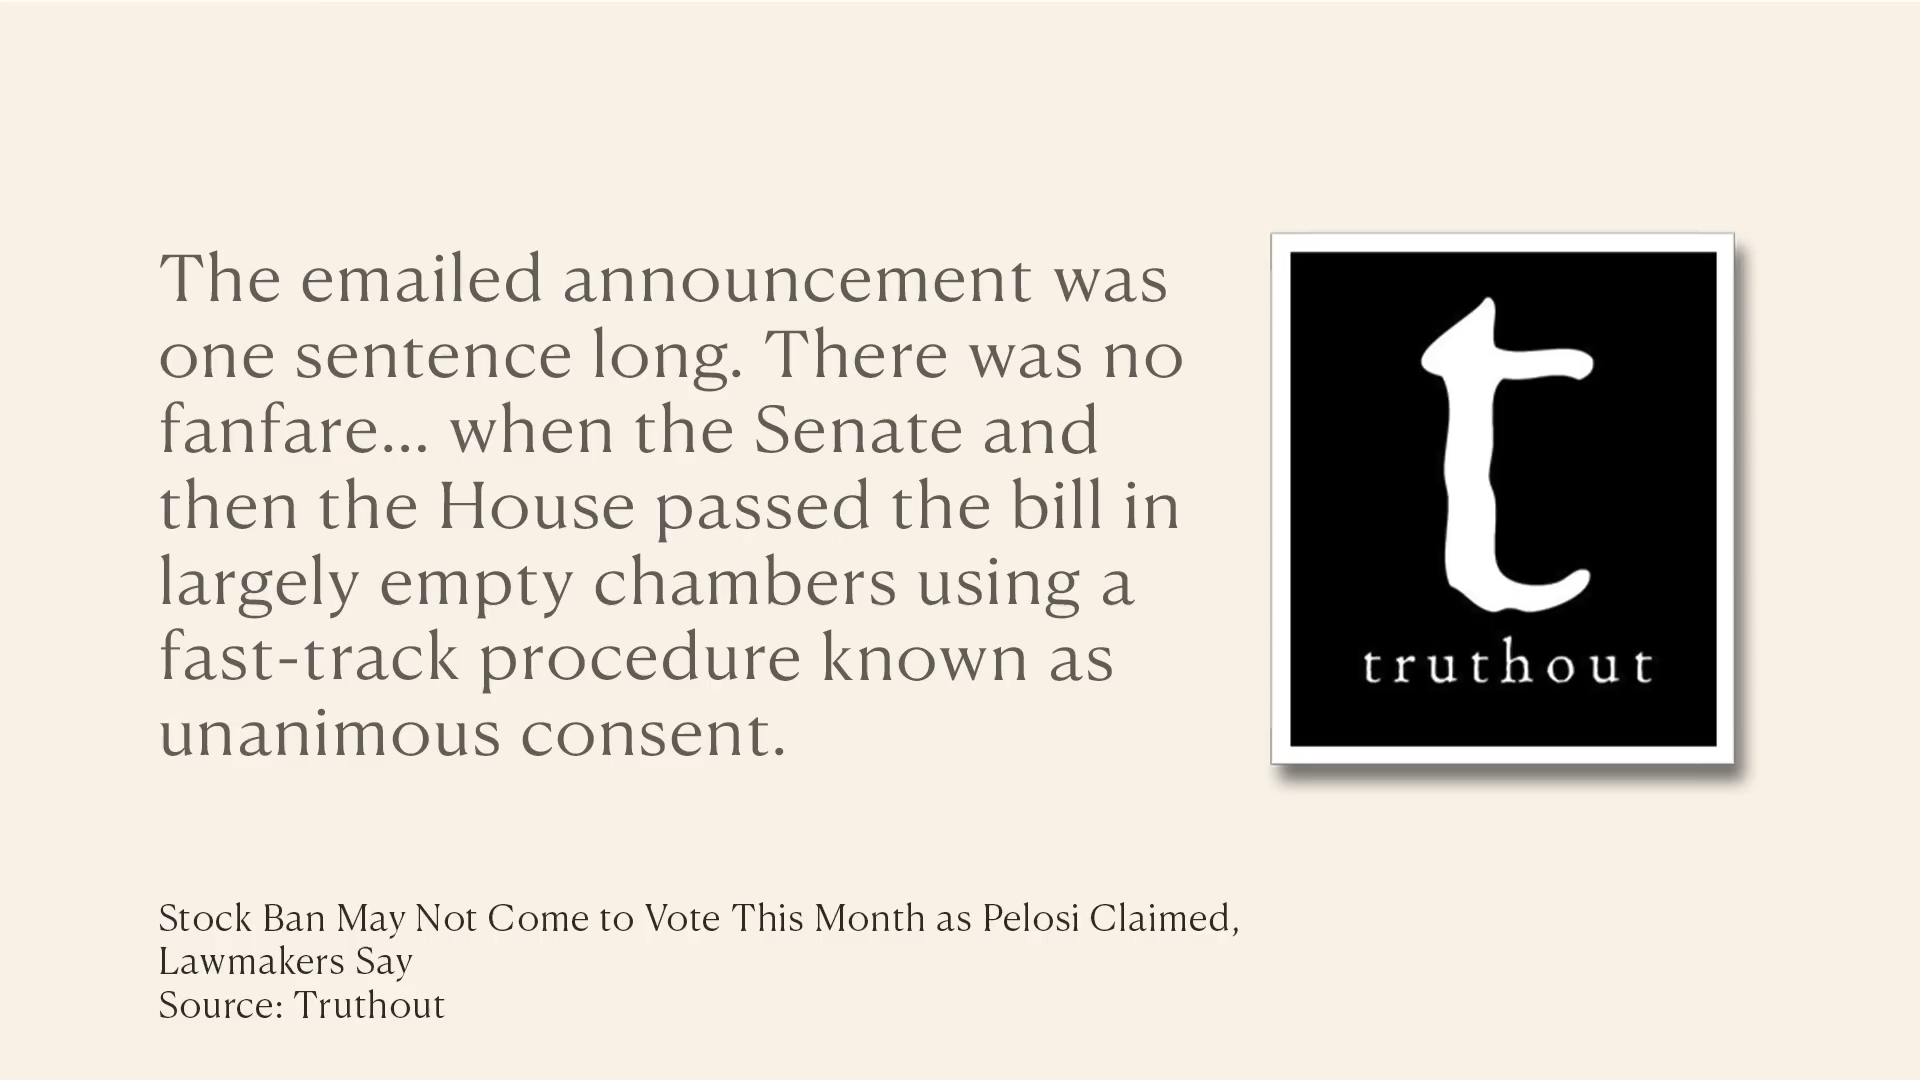 The emailed announcement was
one sentence long. There was no
fanfare... when the Senate and
then the House passed the bill in
largely empty chambers using a
fast-track procedure known as
unanimous consent.
t
truthout
Stock Ban May Not Come to Vote This Month as Pelosi Claimed,
Lawmakers Say
Source: Truthout